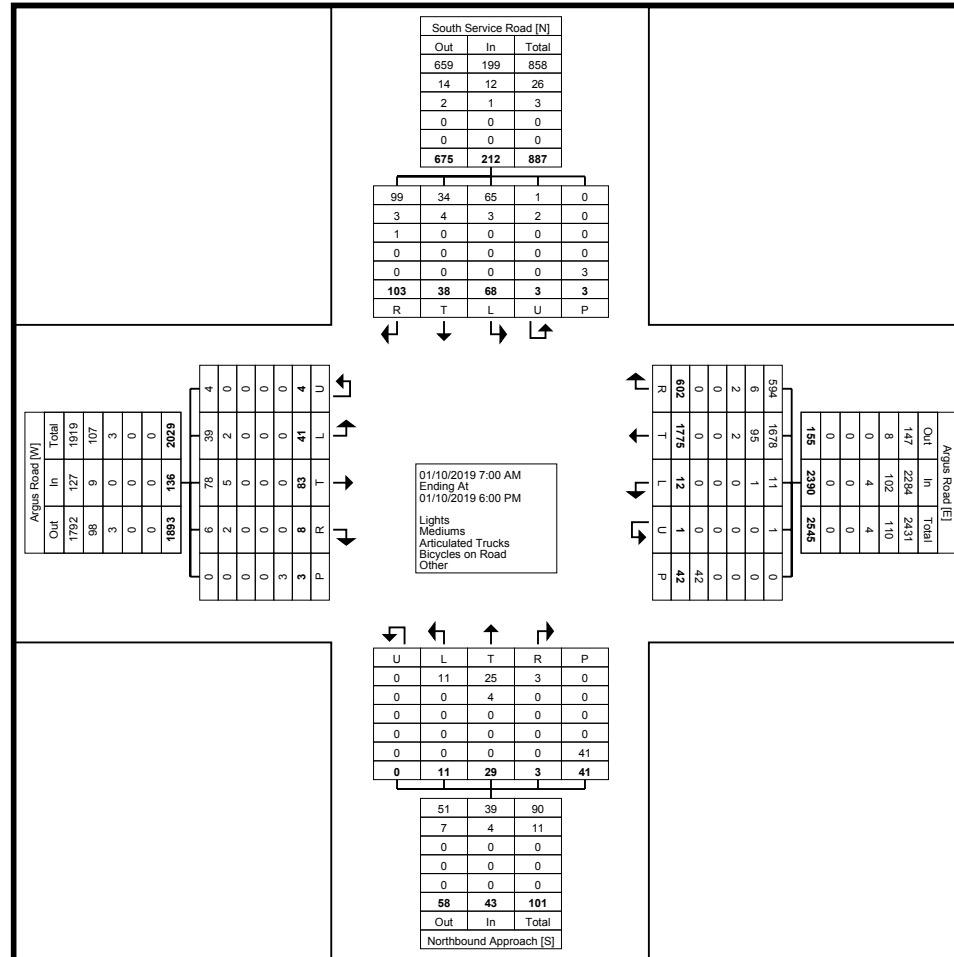 South Service Road [N]
Out In Total
659 199 858
14 12 26
2 1 3
0 0 0
0 0 0
675 212 887
99 34 65 1 0
3 4 3 2 0
1 0 0 0 0
0 0 0 0 0
0 0 0 0 3
103 38 68 3 3
R T L U P
Argus Road [W]
Total 1919 107 3 0 0 2029
In 127 9 0 0 0 136
Out 1792 98 3 0 0 1893
4 0 0 0 0 4 U
39 2 0 0 0 41 L
78 5 0 0 0 83 T
6 2 0 0 0 8 R
0 0 0 0 3 3 P
01/10/2019 7:00 AM
Ending At
01/10/2019 6:00 PM
Lights
Mediums
Articulated Trucks
Bicycles on Road
Other
R 602 0 0 2 6 594
T 1775 0 0 2 95 1678
L 12 0 0 0 1 11
U 1 0 0 0 0 1
P 42 42 0 0 0 0
Argus Road [E]
155 0 0 0 8 147 Out
2390 0 0 4 102 2284 In
2545 0 0 4 110 2431 Total
U L T R P
0 11 25 3 0
0 0 4 0 0
0 0 0 0 0
0 0 0 0 0
0 0 0 0 41
0 11 29 3 41
51 39 90
7 4 11
0 0 0
0 0 0
0 0 0
58 43 101
Out In Total
Northbound Approach [S]